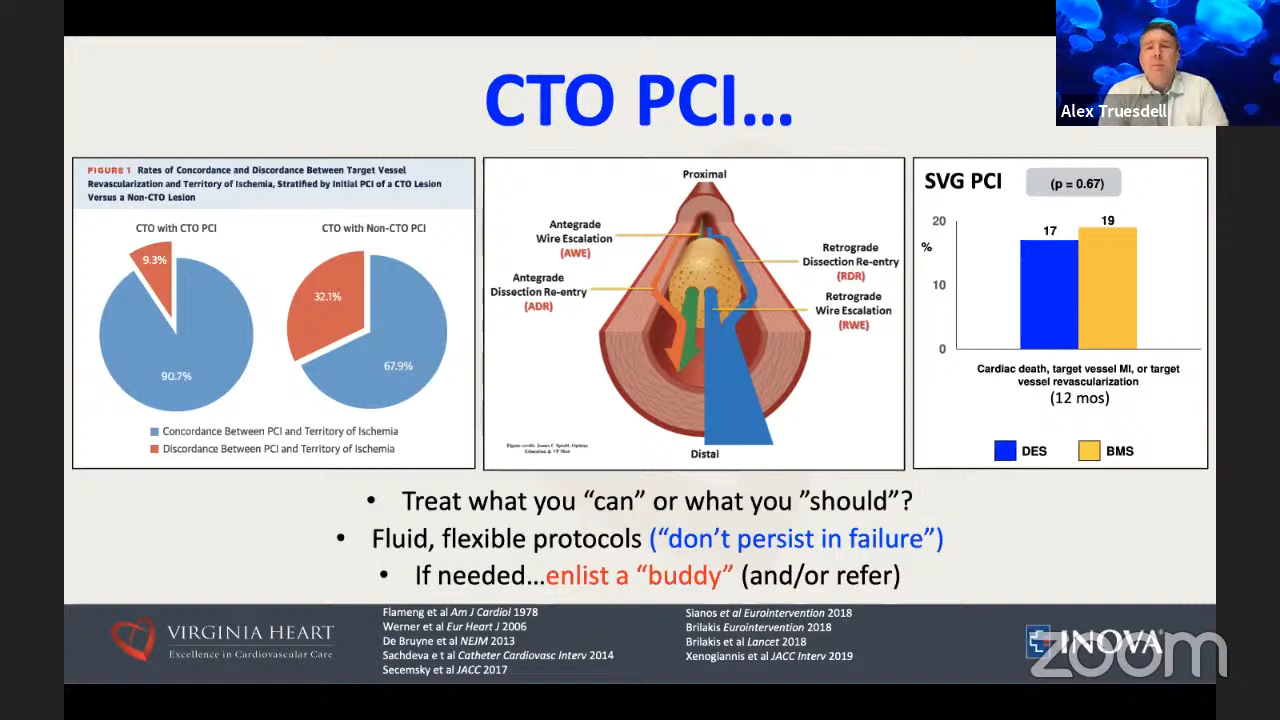 CTO PCI...
Alex Truesdell
FIGURE 1 Rates of Concordance and Discordance Between Target Vessel
Revascularization and Territory of Ischemia, Stratified by Initial PCI of a CTO Lesion
Versus a Non-CTO Lesion
CTO with CTO PCI
CTO with Non-CTO PCI
9.3%
90.7%
32.1%
67.9%
Concordance Between PCI and Territory of Ischemia
Discordance Between PCI and Territory of Ischemia
Proximal
Antegrade
Wire Escalation
(AWE)
Antegrade
Dissection Re-entry
(ADR)
Retrograde
Dissection Re-entry
(RDR)
Retrograde
Wire Escalation
(RWE)
Distal
Figure credit: James C Spratt, Optima
Education &
SVG PCI
(p = 0.67)
20
%
10
0
17
19
Cardiac death, target vessel MI, or target
vessel revascularization
(12 mos)
DES
BMS
• Treat what you “can” or what you ”should”?
• Fluid, flexible protocols (“don’t persist in failure”)
• If needed...enlist a “buddy” (and/or refer)
VIRGINIA HEART
Excellence in Cardiovascular Care
Flameng et al Am J Cardiol 1978
Werner et al Eur Heart J 2006
De Bruyne et al NEJM 2013
Sachdeva e t al Catheter Cardiovasc Interv 2014
Secemsky et al JACC 2017
Sianos et al Eurointervention 2018
Brilakis Eurointervention 2018
Brilakis et al Lancet 2018
Xenogiannis et al JACC Interv 2019
INOVA
zoom